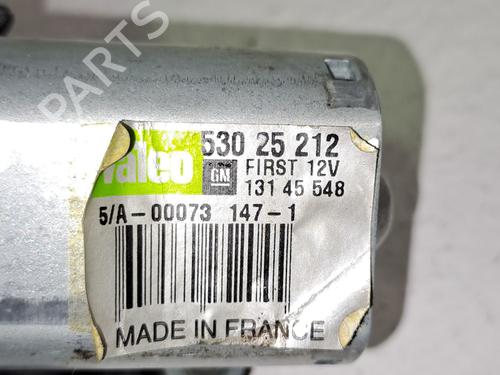 PARTS
Valeo 530 25 212
GM FIRST 12V
131 45 548
5/A-00073 147-1
MADE IN FRANCE